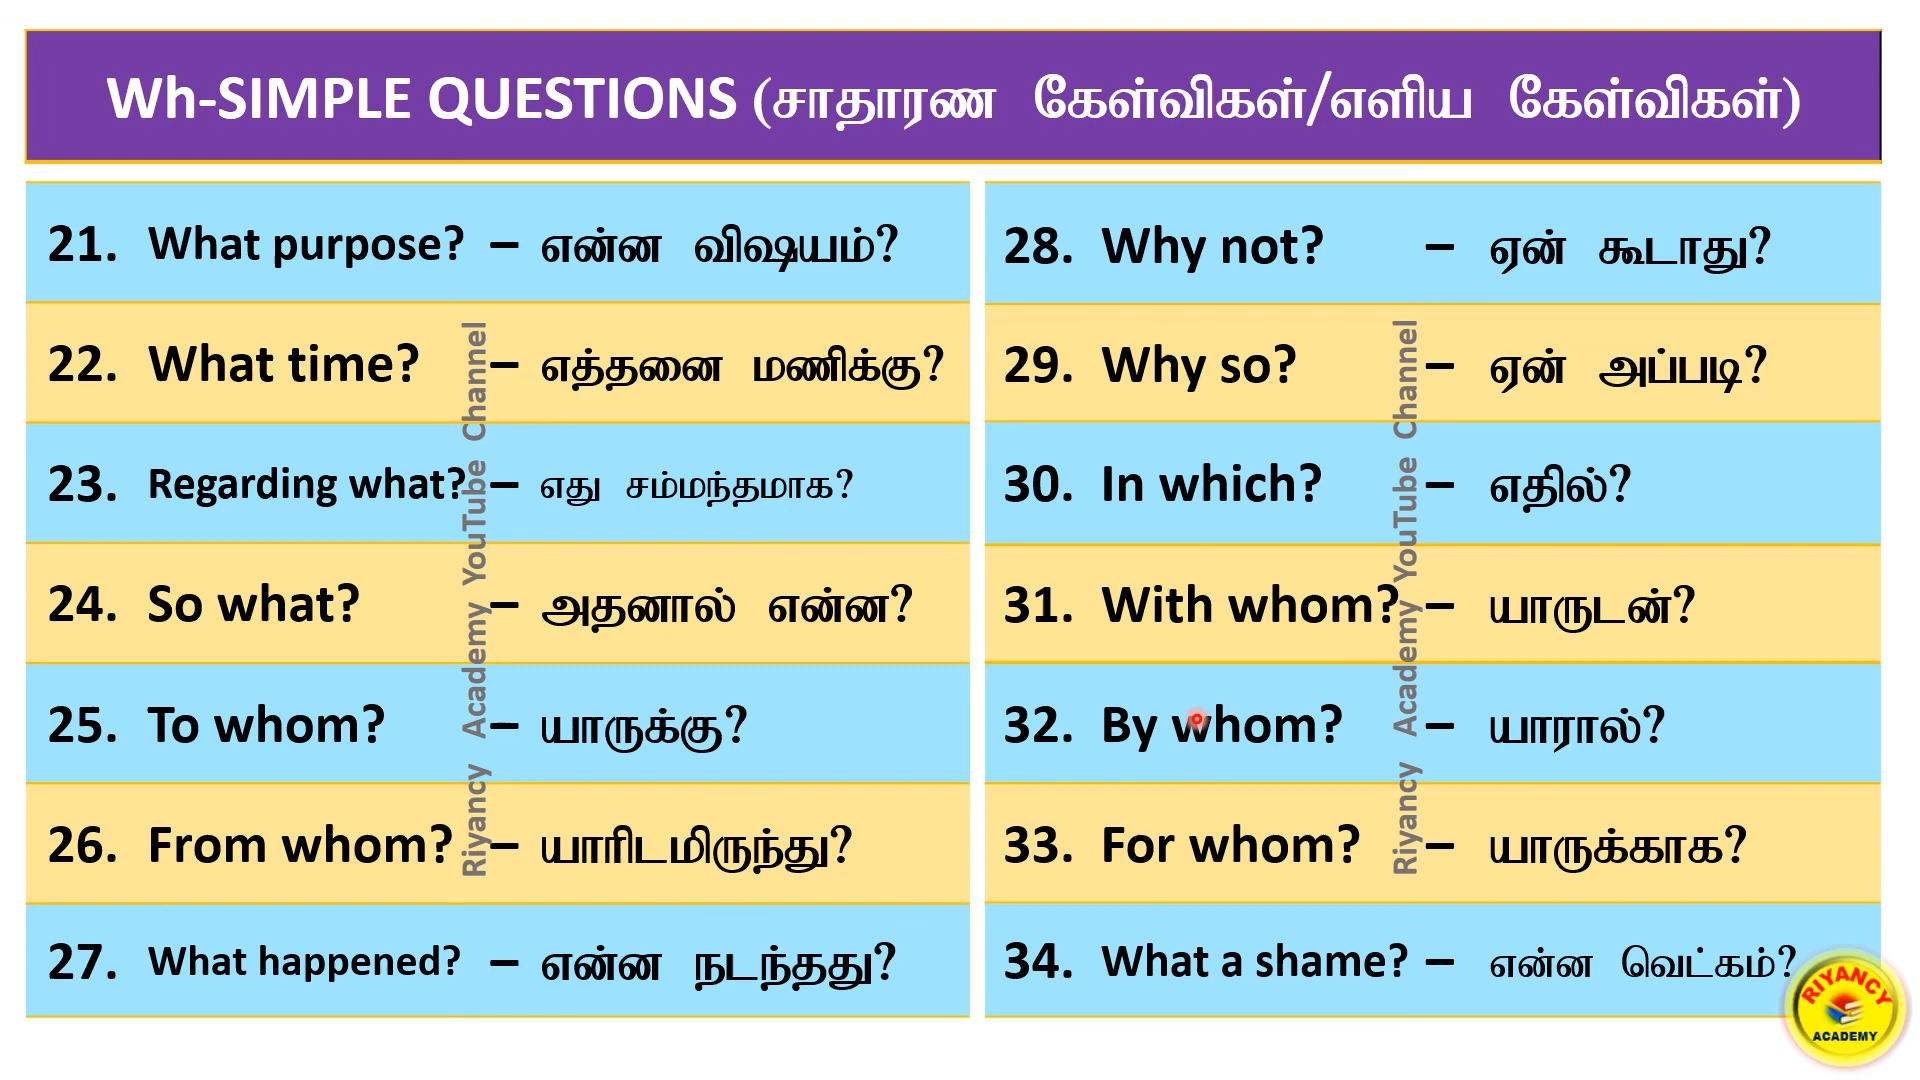 Wh-SIMPLE QUESTIONS (சாதாரண கேள்விகள்/எளிய கேள்விகள்)
21. What purpose? – என்ன விஷயம்?
22. What time? – எத்தனை மணிக்கு?
23. Regarding what? – எது சம்மந்தமாக?
24. So what? – அதனால் என்ன?
25. To whom? – யாருக்கு?
26. From whom? – யாரிடமிருந்து?
27. What happened? – என்ன நடந்தது?
Riyancy Academy YouTube Channel
28. Why not? – ஏன் கூடாது?
29. Why so? – ஏன் அப்படி?
30. In which? – எதில்?
31. With whom? – யாருடன்?
32. By whom? – யாரால்?
33. For whom? – யாருக்காக?
34. What a shame? – என்ன வெட்கம்?
Riyancy Academy YouTube Channel
RIYANCY
ACADEMY